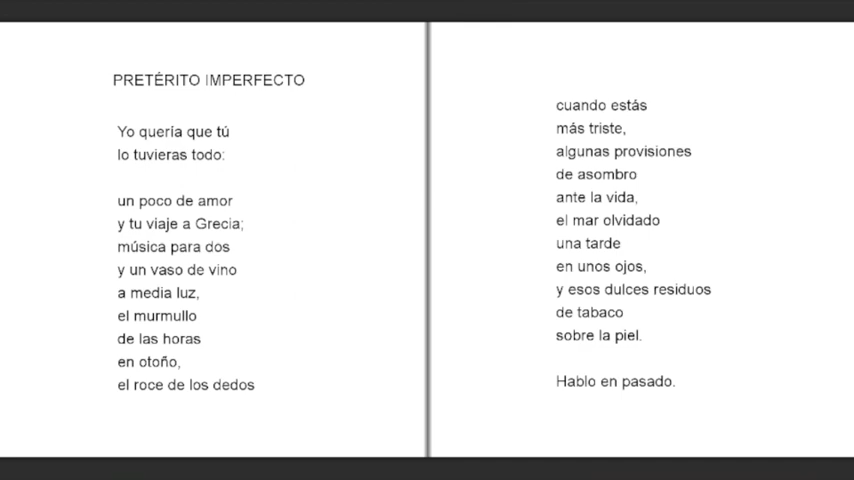 PRETÉRITO IMPERFECTO
Yo quería que tú
lo tuvieras todo:
un poco de amor
y tu viaje a Grecia;
música para dos
y un vaso de vino
a media luz,
el murmullo
de las horas
en otoño,
el roce de los dedos
cuando estás
más triste,
algunas provisiones
de asombro
ante la vida,
el mar olvidado
una tarde
en unos ojos,
y esos dulces residuos
de tabaco
sobre la piel.
Hablo en pasado.